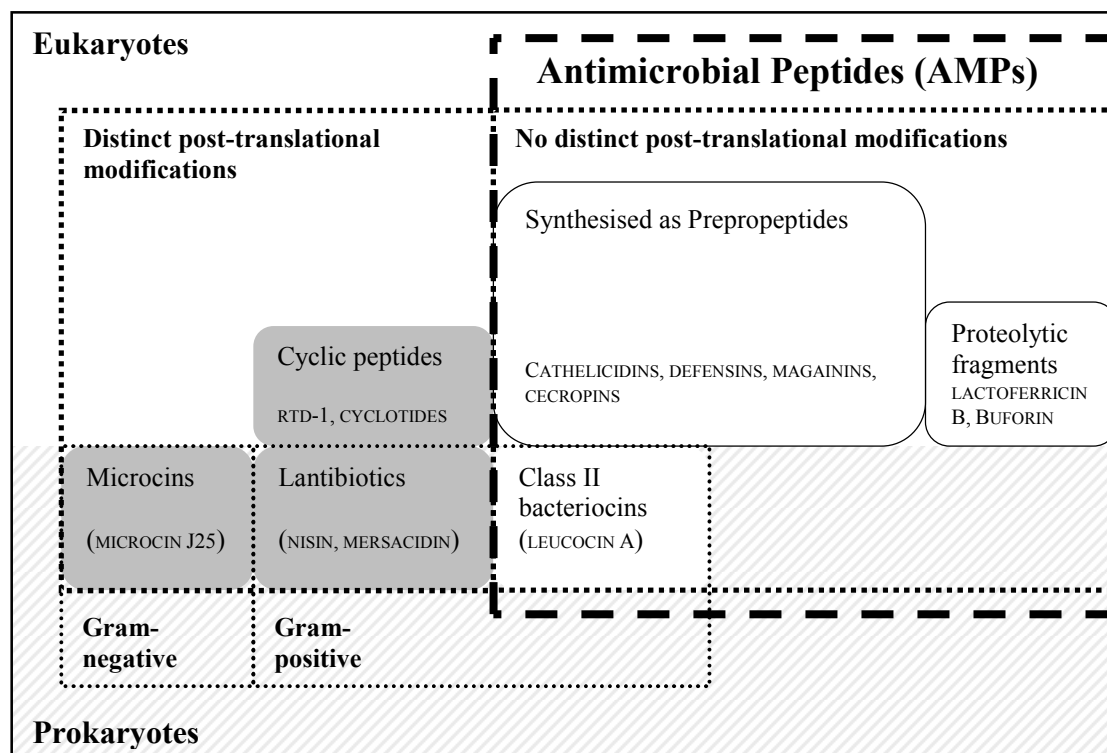 Eukaryotes
Antimicrobial Peptides (AMPs)
Distinct post-translational
modifications
No distinct post-translational modifications
Synthesised as Prepropeptides
CATHELICIDINS, DEFENSINS, MAGAININS,
CECROPINS
Proteolytic
fragments
LACTOFERRICIN
B, BUFORIN
Cyclic peptides
RTD-1, CYCLOTIDES
Microcins
(MICROCIN J25)
Lantibiotics
(NISIN, MERSACIDIN)
Class II
bacteriocins
(LEUCOCIN A)
Gram-
negative
Gram-
positive
Prokaryotes